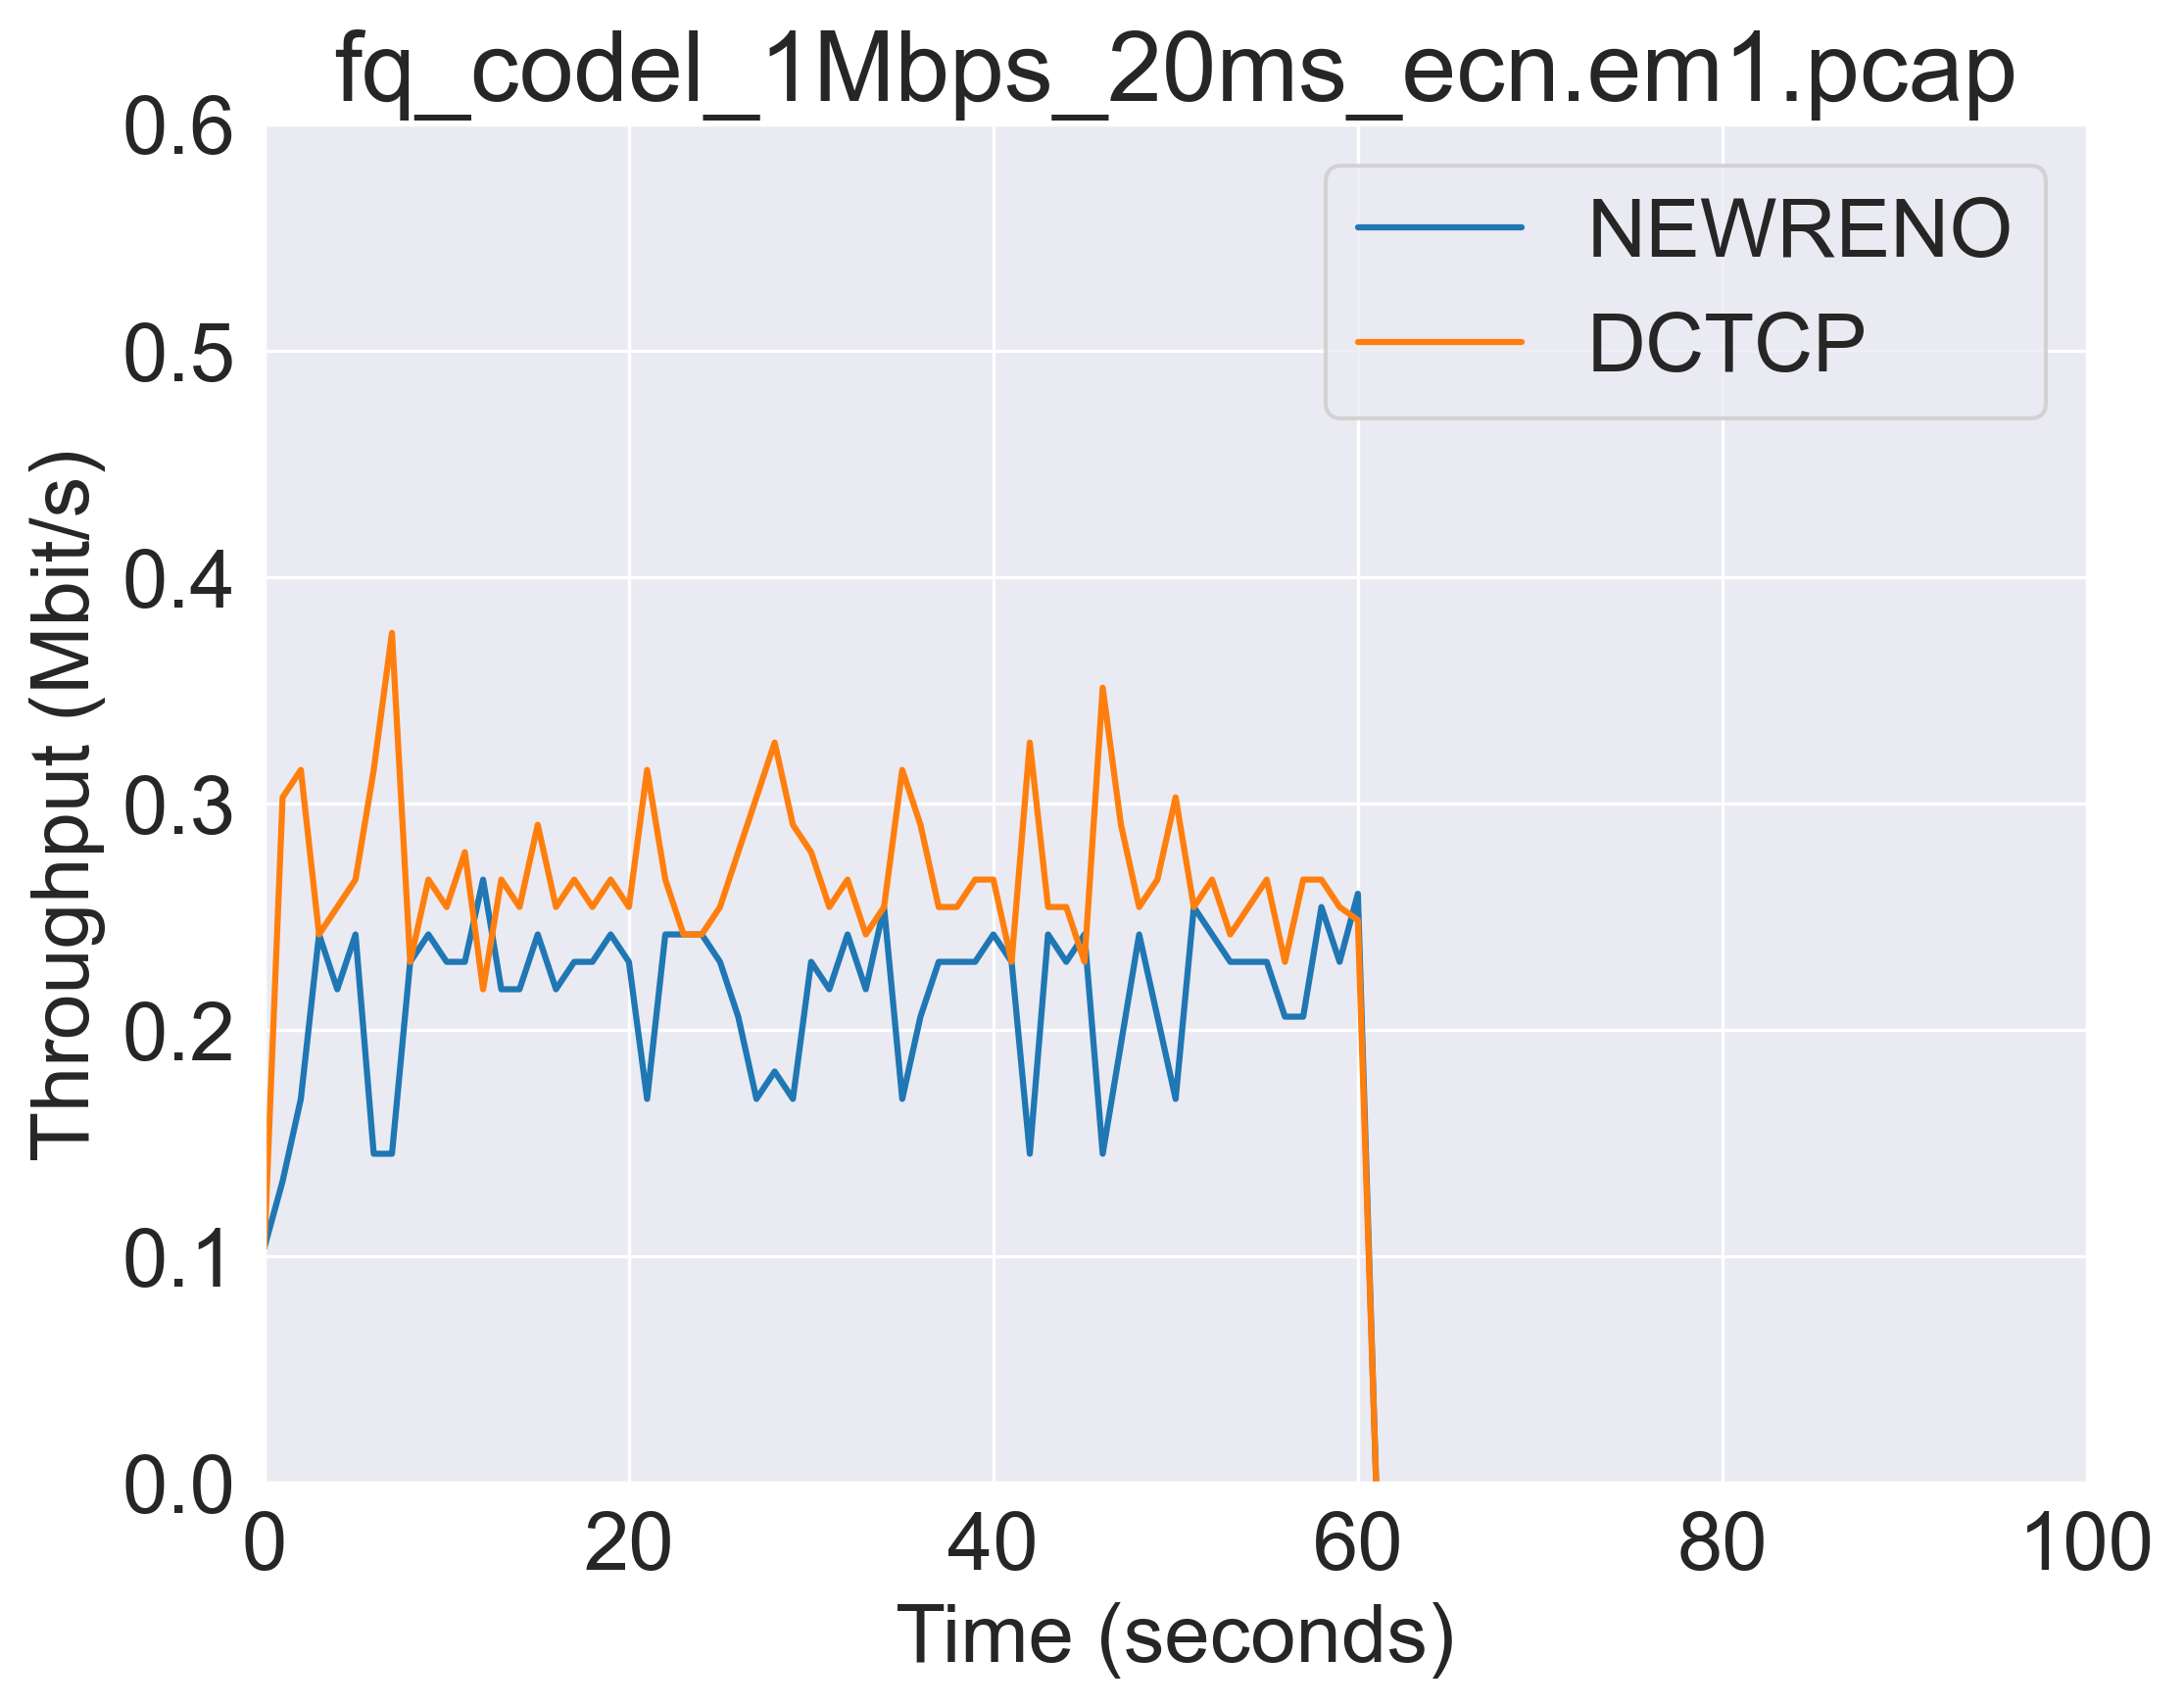 fq_codel_1Mbps_20ms_ecn.em1.pcap
NEWRENO
DCTCP
Throughput (Mbit/s)
0.6
0.5
0.4
0.3
0.2
0.1
0.0
0 20 40 60 80 100
Time (seconds)